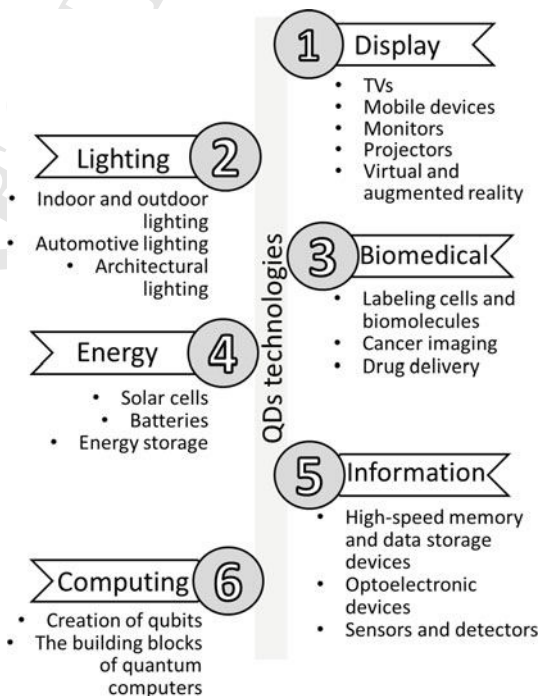 1 Display
• TVs
• Mobile devices
• Monitors
• Projectors
• Virtual and
augmented reality
Lighting 2
• Indoor and outdoor
lighting
• Automotive lighting
• Architectural
lighting
3 Biomedical
• Labeling cells and
biomolecules
• Cancer imaging
• Drug delivery
Energy 4
• Solar cells
• Batteries
• Energy storage
5 Information
• High-speed memory
and data storage
devices
• Optoelectronic
devices
• Sensors and detectors
Computing 6
• Creation of qubits
• The building blocks
of quantum
computers
QDs technologies